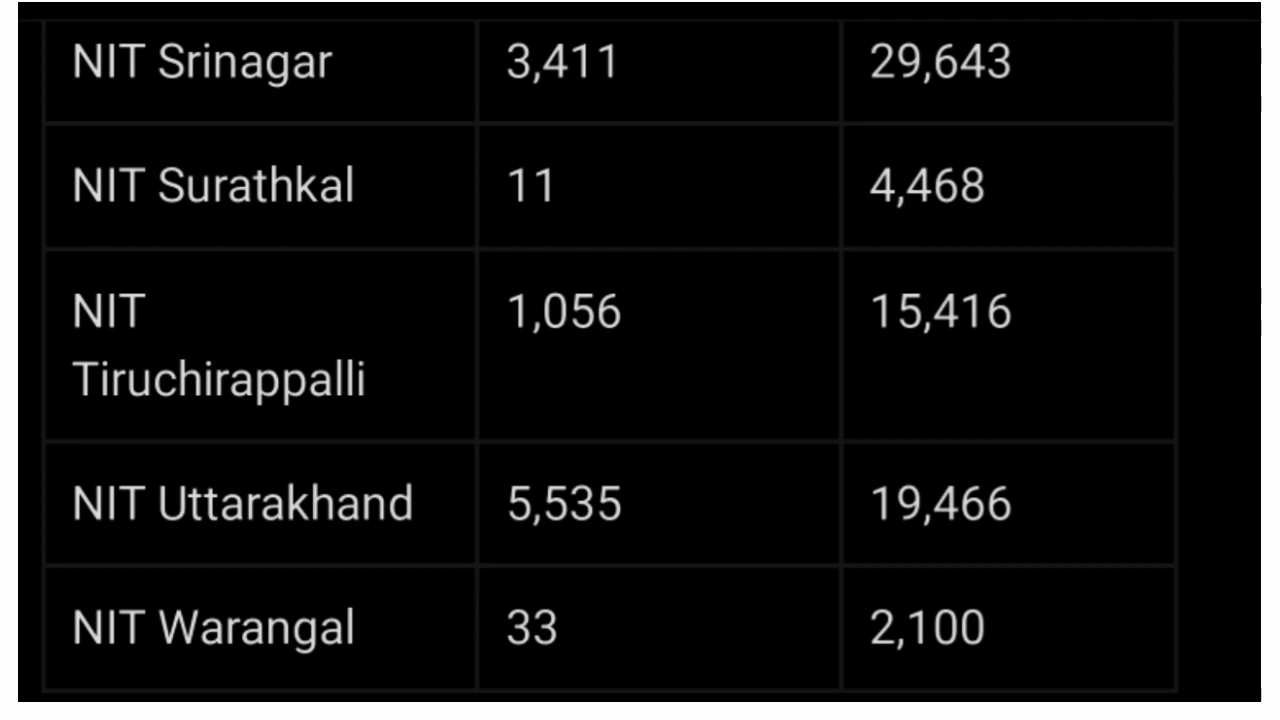 NIT Srinagar 3,411 29,643
NIT Surathkal 11 4,468
NIT 1,056 15,416
Tiruchirappalli
NIT Uttarakhand 5,535 19,466
NIT Warangal 33 2,100